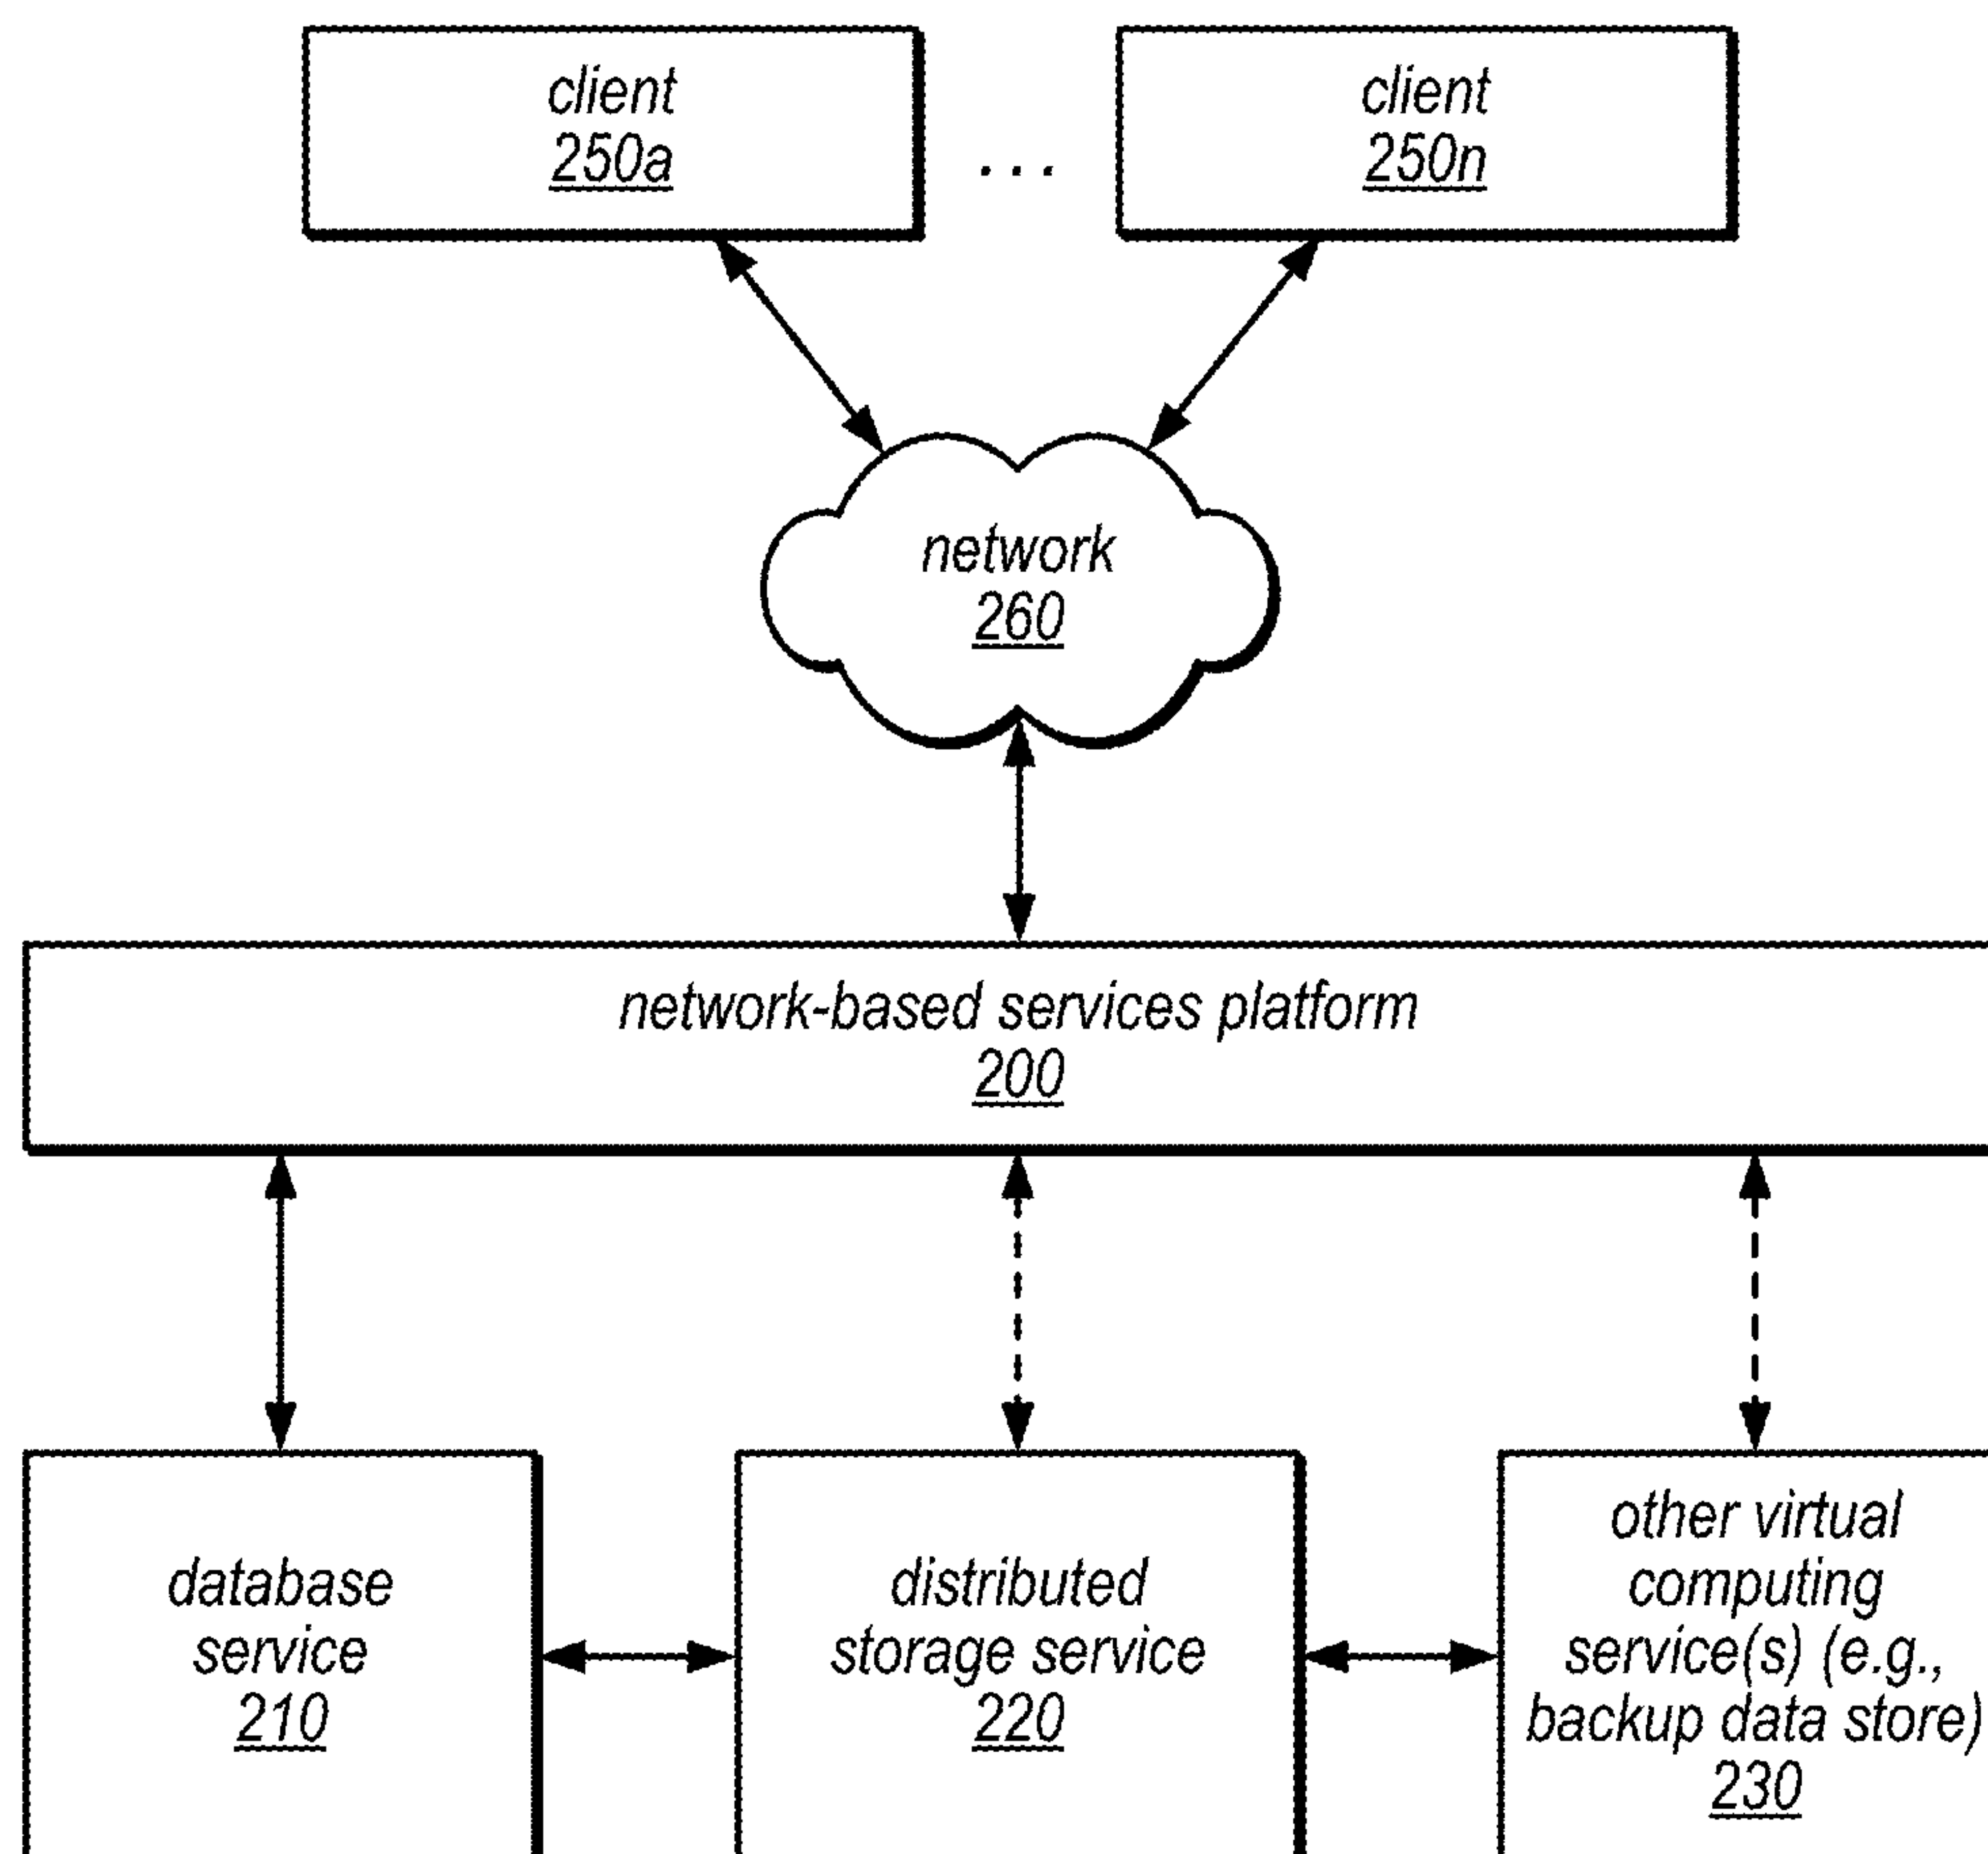 client
250a
...
client
250n
network
260
network-based services platform
200
database
service
210
distributed
storage service
220
other virtual
computing
service(s) (e.g.,
backup data store)
230